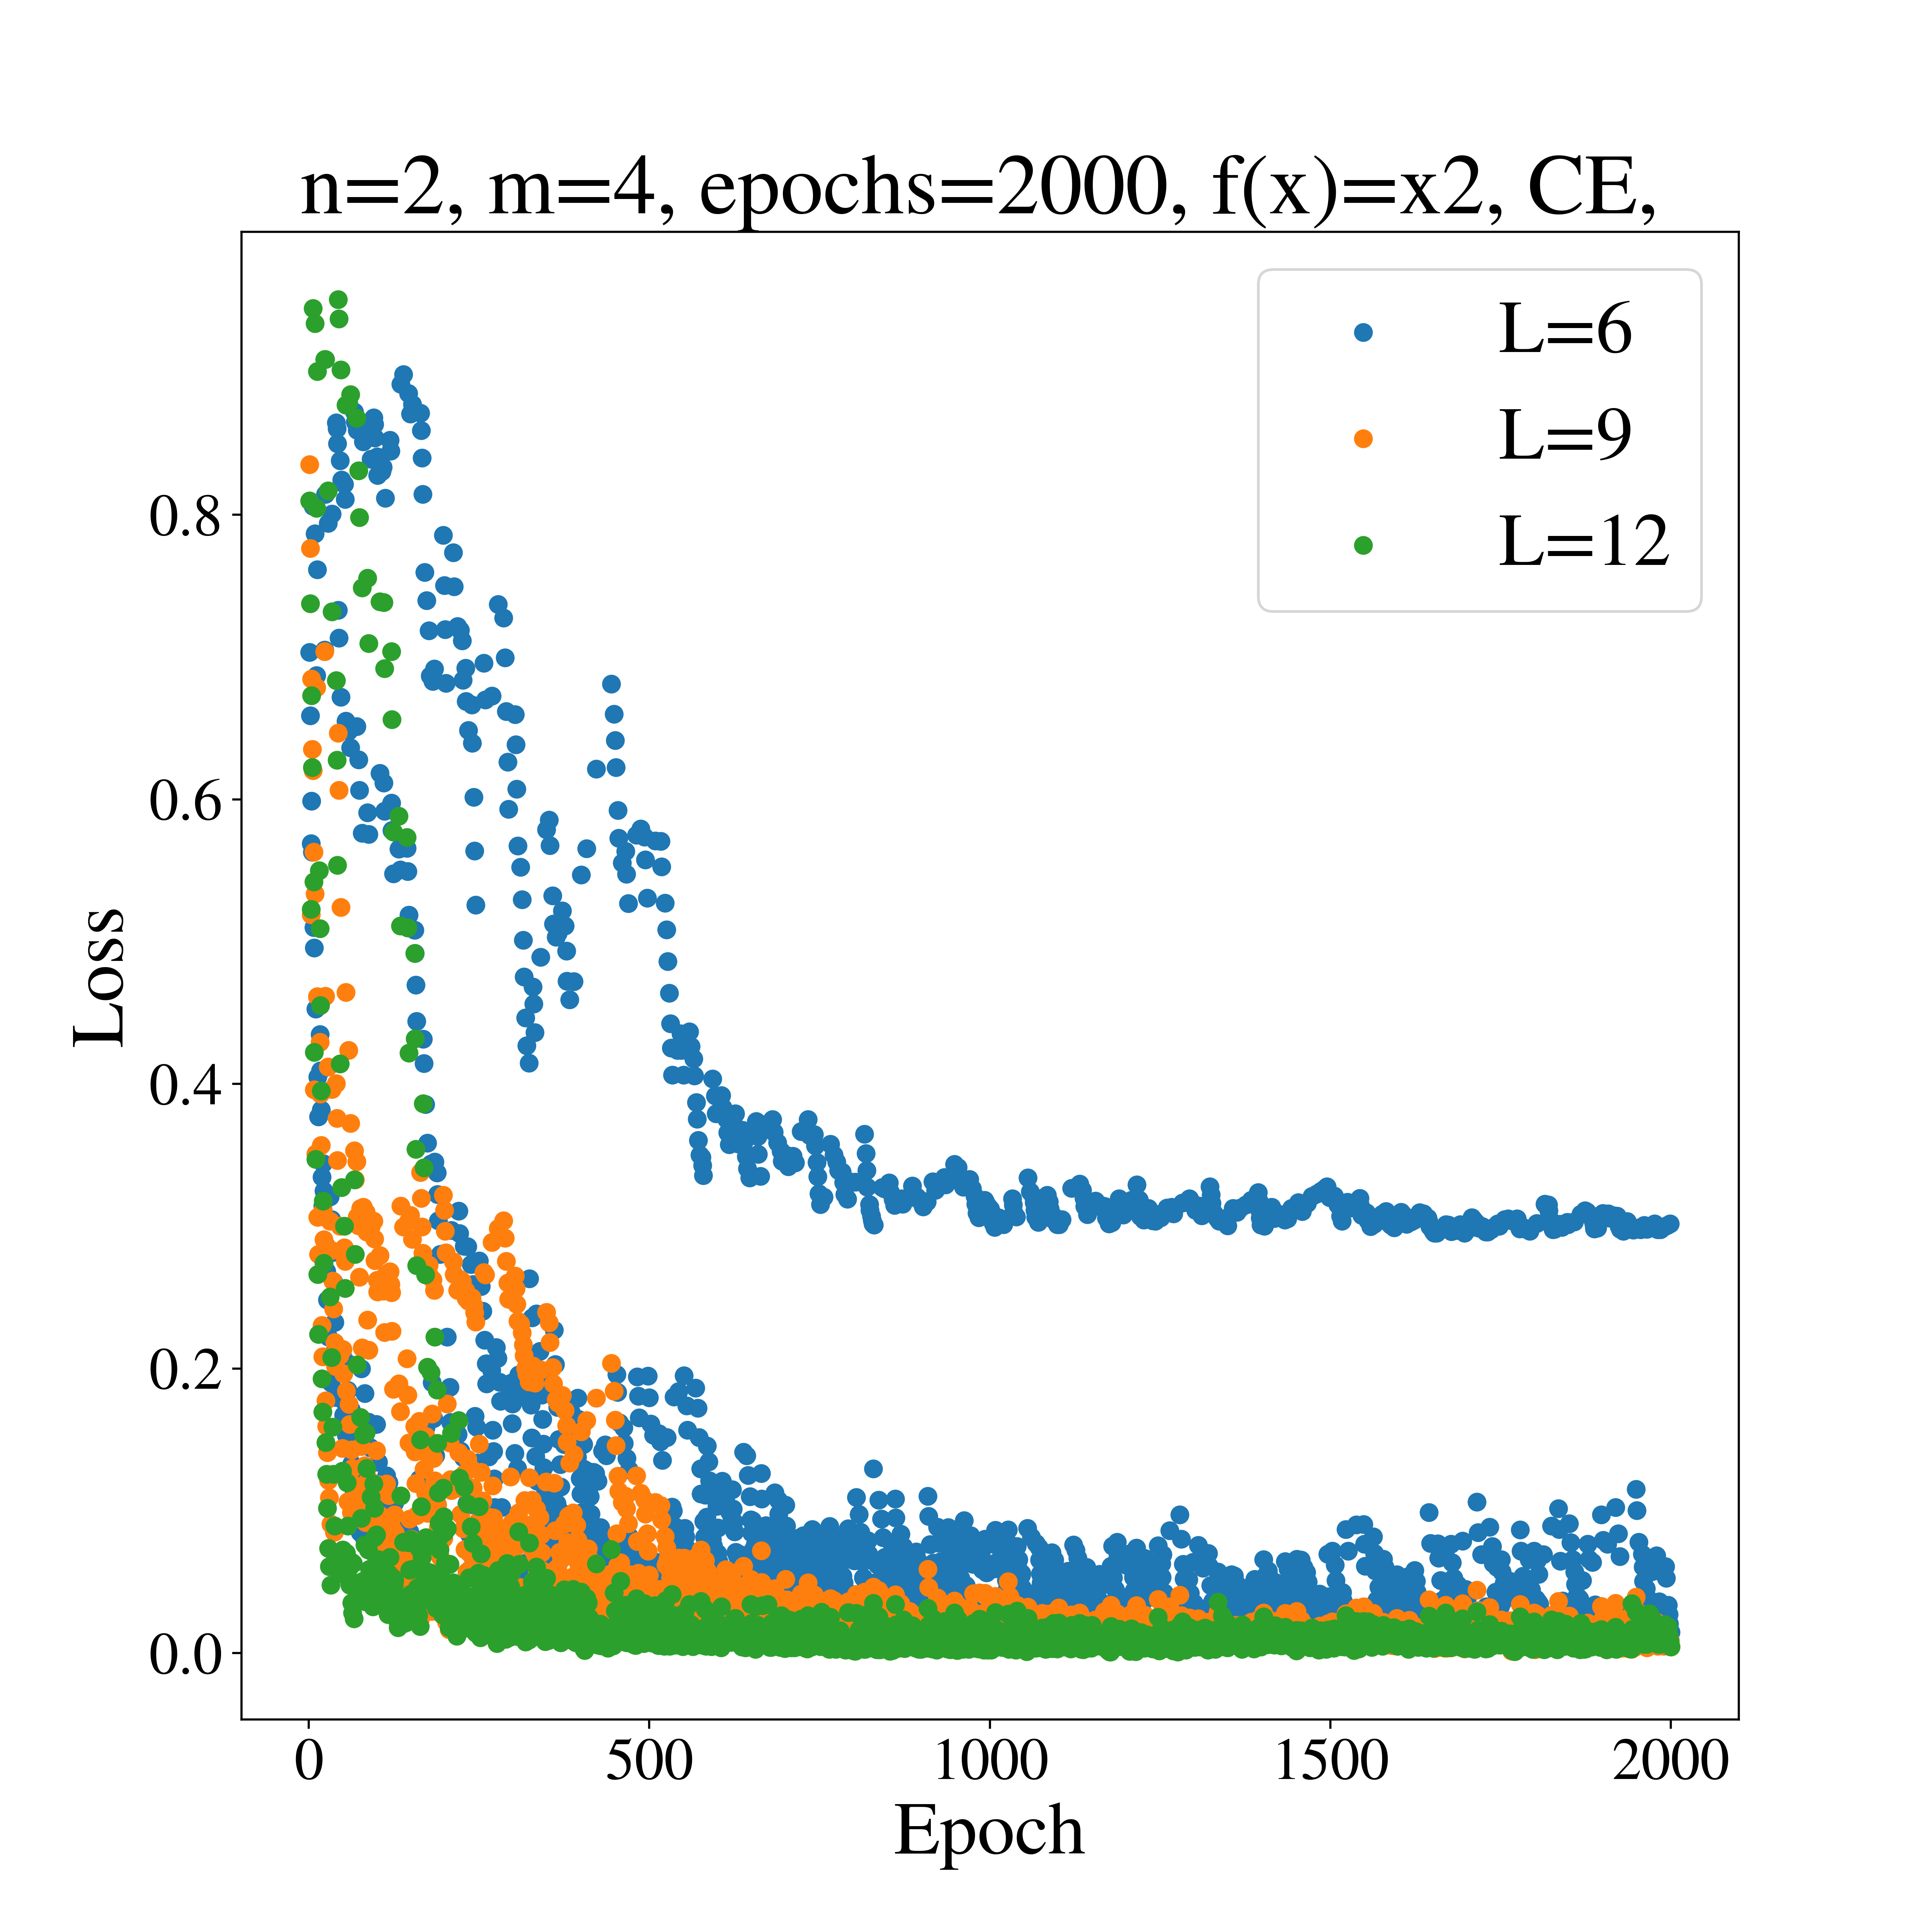 n=2, m=4, epochs=2000, f(x)=x2, CE,
L=6
L=9
L=12
Loss
0.8
0.6
0.4
0.2
0.0
0 500 1000 1500 2000
Epoch